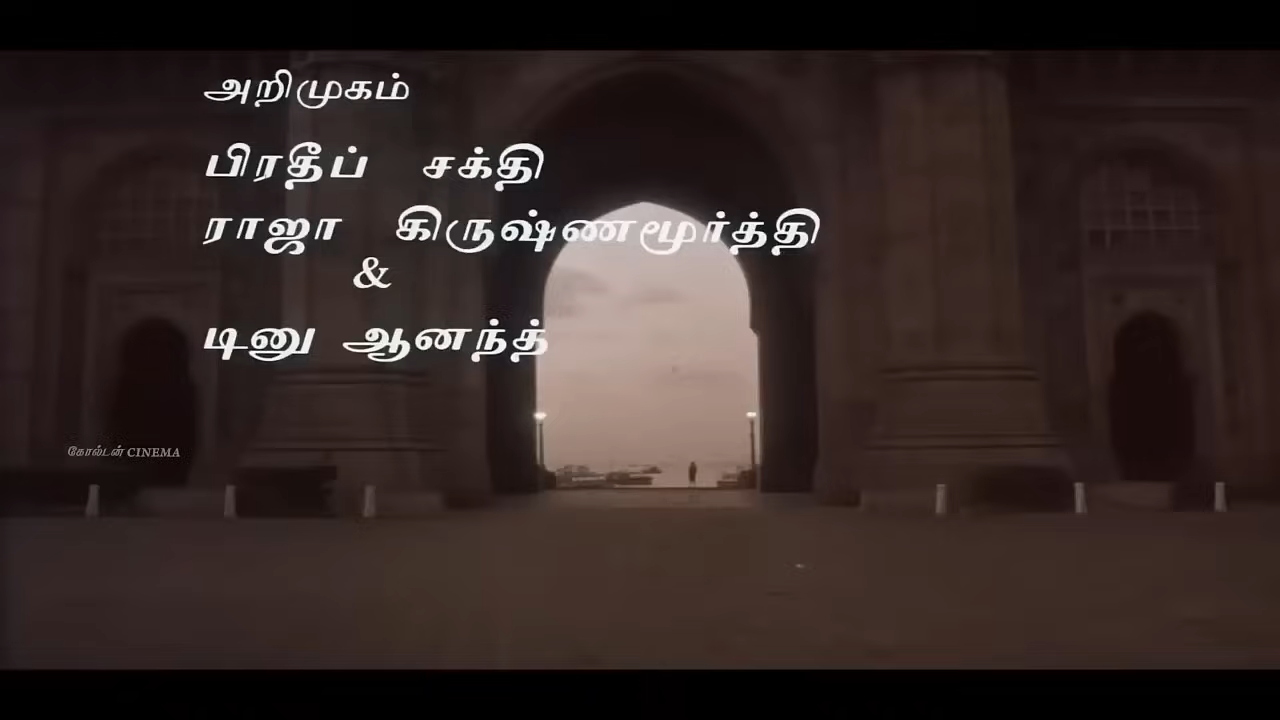 அறிமுகம்
பிரதீப் சக்தி
ராஜா கிருஷ்ணமூர்த்தி
&
டினு ஆனந்த்
கோல்டன் CINEMA